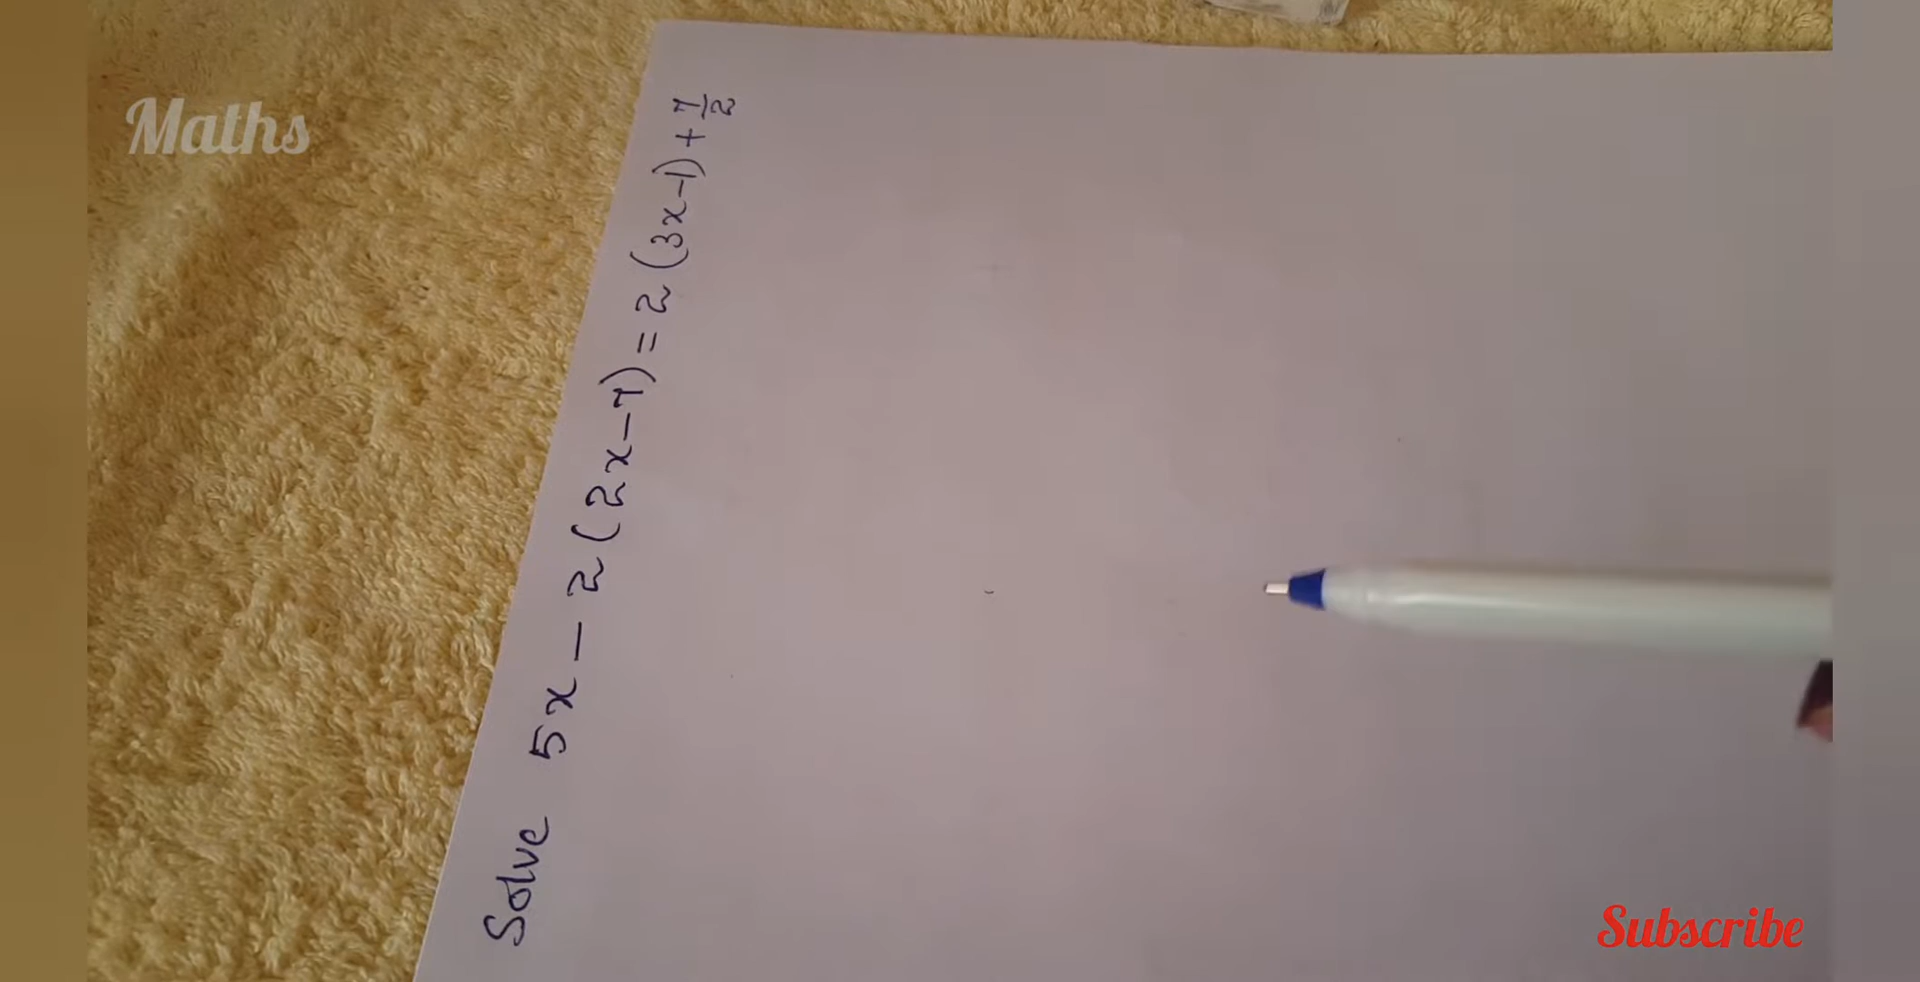 Maths
Solve 5x - 2(2x-7) = 2(3x-1) + 7/2
Subscribe